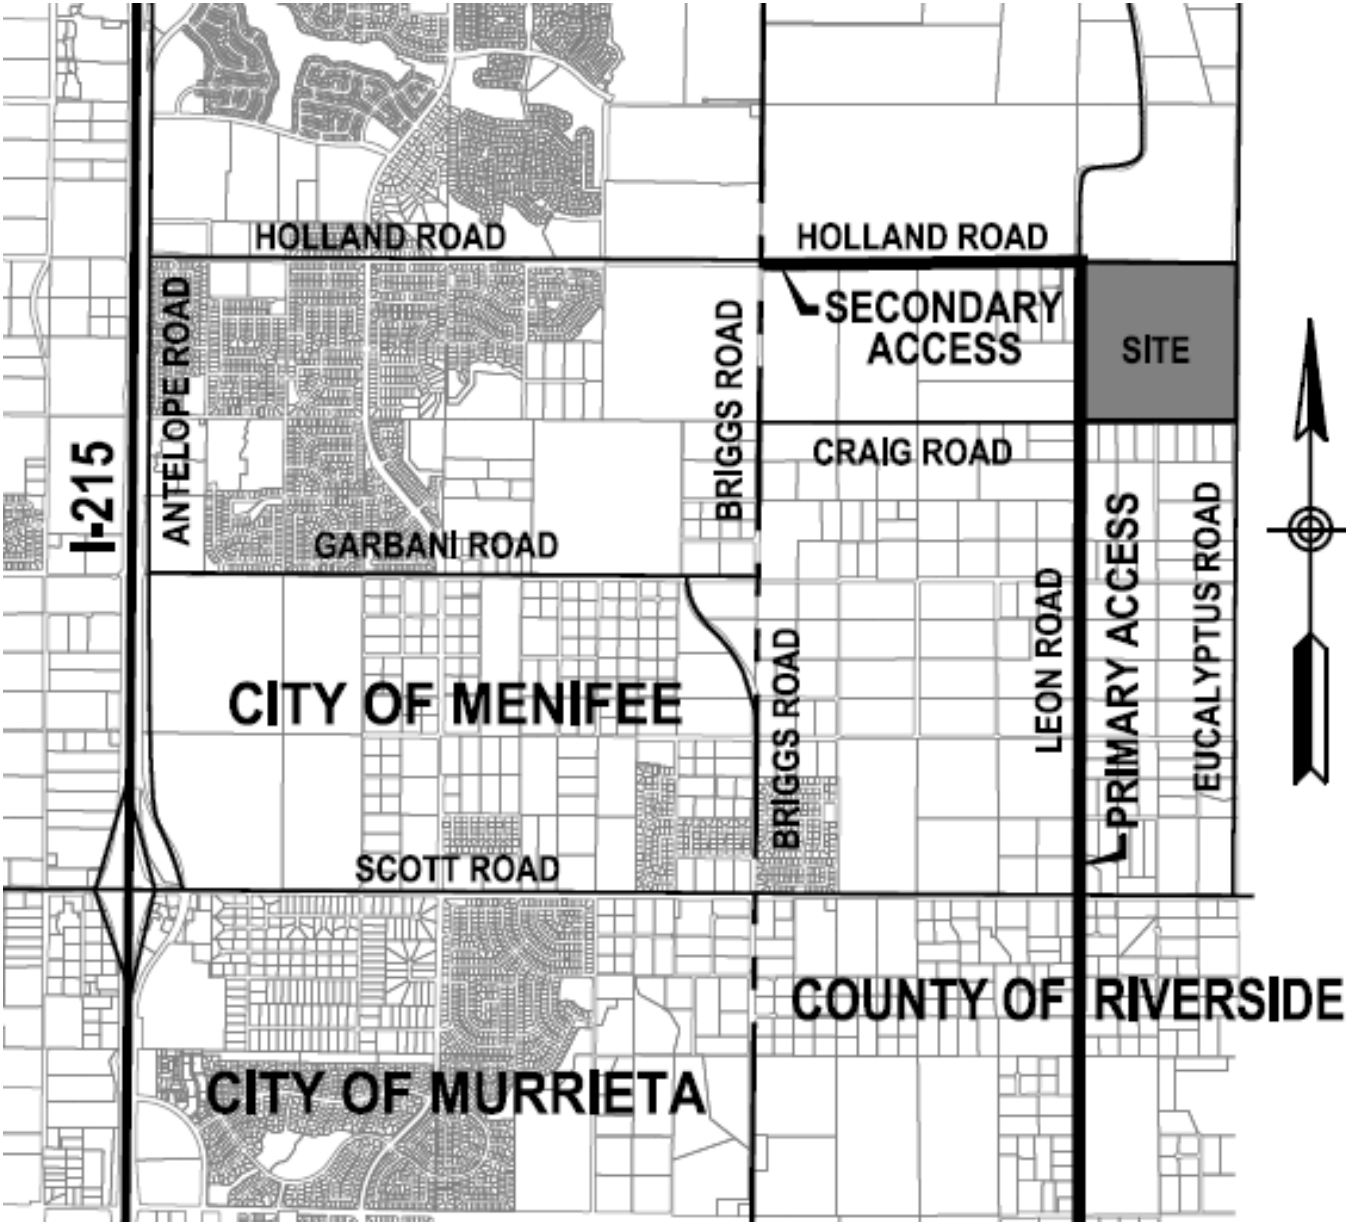 HOLLAND ROAD
HOLLAND ROAD
SECONDARY
ACCESS
SITE
ANTELOPE ROAD
BRIGGS ROAD
CRAIG ROAD
I-215
GARBANI ROAD
PRIMARY ACCESS
EUCALYPTUS ROAD
LEON ROAD
CITY OF MENIFEE
BRIGGS ROAD
SCOTT ROAD
COUNTY OF RIVERSIDE
CITY OF MURRIETA